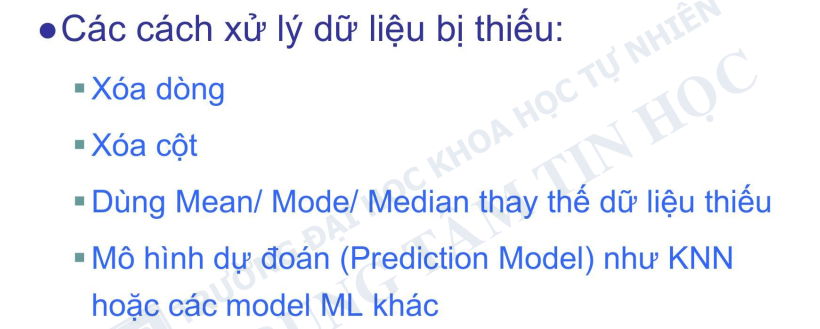 ●Các cách xử lý dữ liệu bị thiếu:
▪Xóa dòng
▪Xóa cột
▪Dùng Mean/ Mode/ Median thay thế dữ liệu thiếu
▪Mô hình dự đoán (Prediction Model) như KNN
hoặc các model ML khác
TRƯỜNG ĐẠI HỌC KHOA HỌC TỰ NHIÊN
TRUNG TÂM TIN HỌC